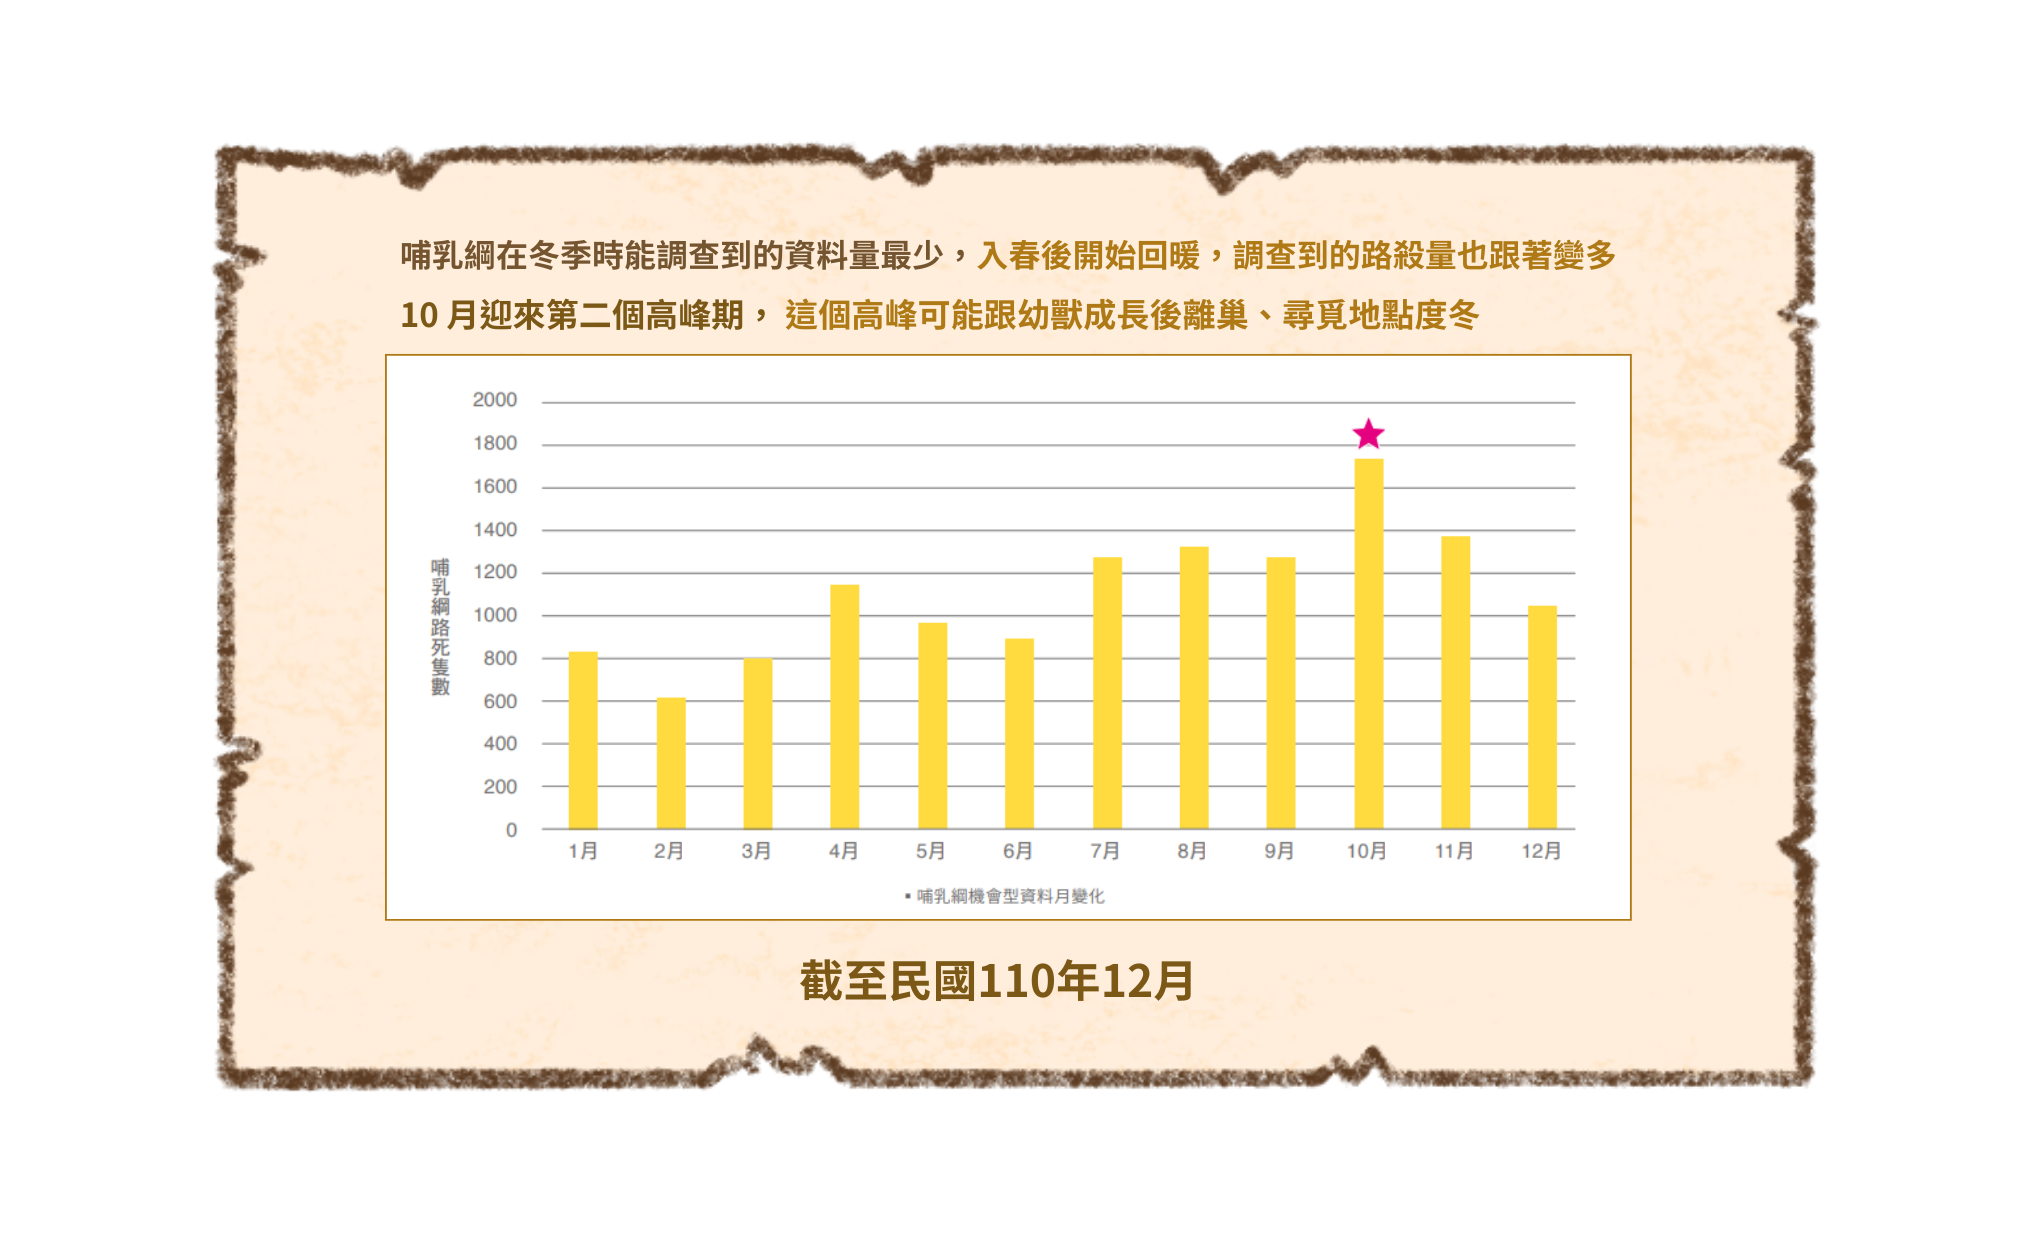 哺乳綱在冬季時能調查到的資料量最少，入春後開始回暖，調查到的路殺量也跟著變多
10 月迎來第二個高峰期， 這個高峰可能跟幼獸成長後離巢、尋覓地點度冬
2000
1800
1600
1400
1200
1000
800
600
400
200
0
哺乳綱路死隻數
1月 2月 3月 4月 5月 6月 7月 8月 9月 10月 11月 12月
▪ 哺乳綱機會型資料月變化
截至民國110年12月